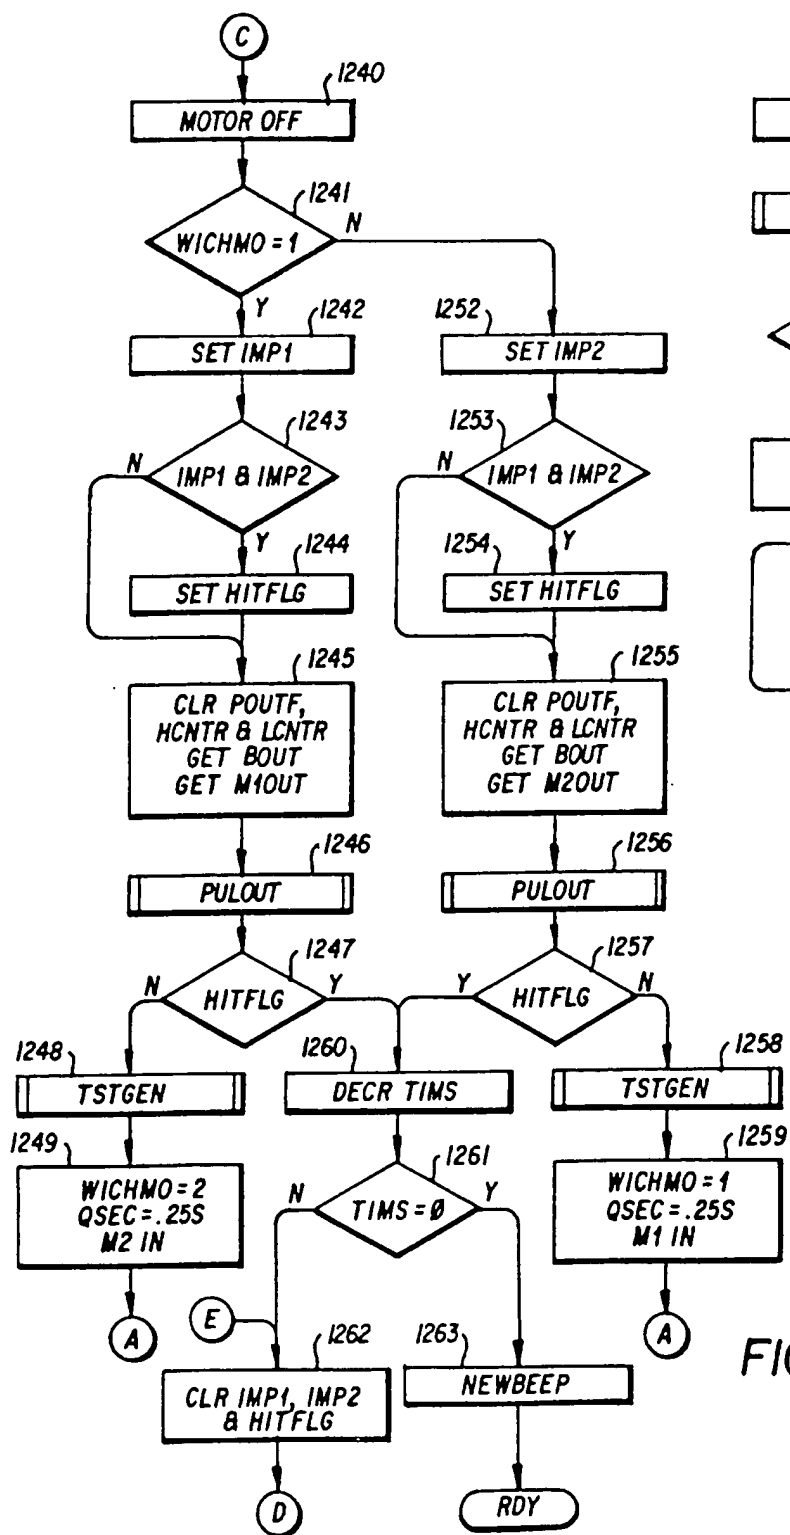 C
1240
MOTOR OFF
1241
N
WICHMO = 1
Y
1242
1252
SET IMP1
SET IMP2
1243
1253
N
IMP1 & IMP2
N
IMP1 & IMP2
Y
1244
Y
1254
SET HITFLG
SET HITFLG
1245
1255
CLR POUTF,
HCNTR & LCNTR
GET BOUT
GET M1OUT
CLR POUTF,
HCNTR & LCNTR
GET BOUT
GET M2OUT
1246
1256
PULOUT
PULOUT
1247
1257
N
HITFLG
Y
Y
HITFLG
N
1248
1260
1258
TSTGEN
DECR TIMS
TSTGEN
1249
1261
1259
WICHMO = 2
QSEC = .25S
M2 IN
N
TIMS = Ø
Y
WICHMO = 1
QSEC = .25S
M1 IN
A
E
A
1262
1263
CLR IMP1, IMP2
& HITFLG
NEWBEEP
FIG
D
RDY